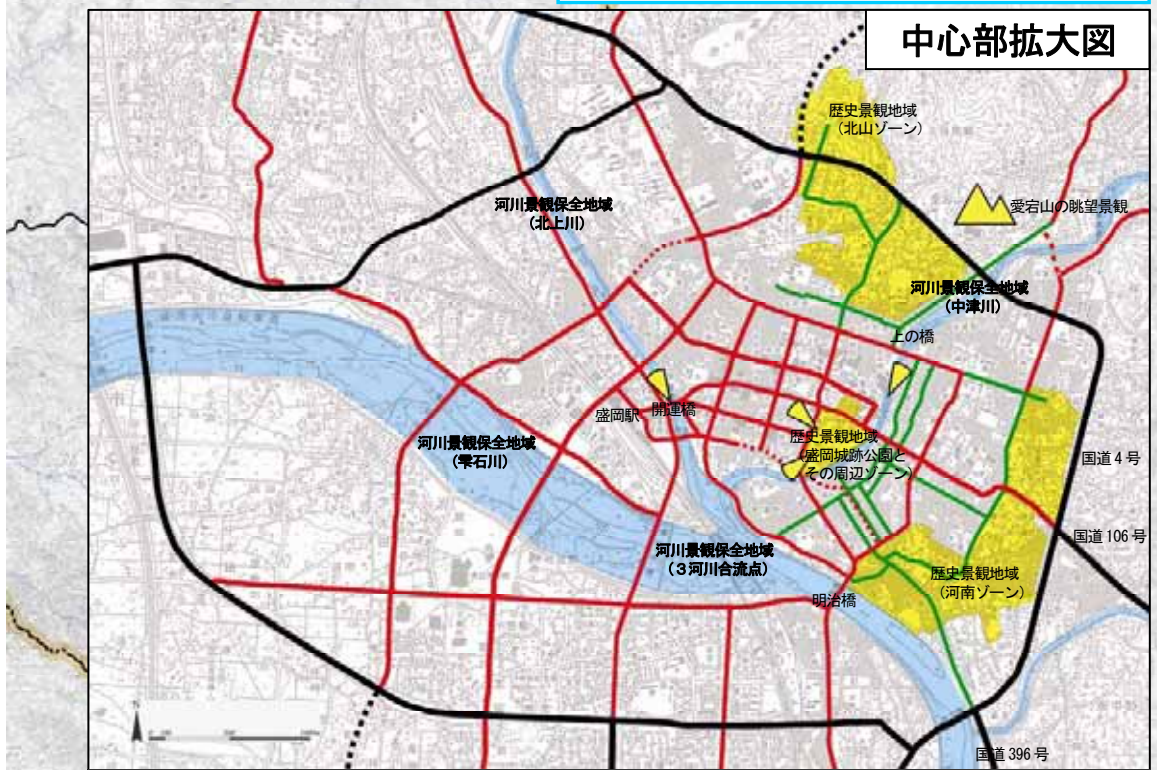 中心部拡大図
歴史景観地域
（北山ゾーン）
愛宕山の眺望景観
河川景観保全地域
（北上川）
河川景観保全地域
（中津川）
上の橋
盛岡駅
開運橋
歴史景観地域
（盛岡城跡公園と
その周辺ゾーン）
河川景観保全地域
（雫石川）
国道 4 号
国道 106 号
河川景観保全地域
（３河川合流点）
歴史景観地域
（河南ゾーン）
明治橋
国道 396 号